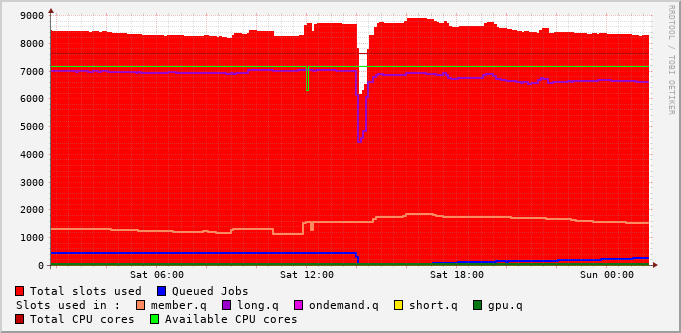 RRDTOOL / TOBI OETIKER
9000
8000
7000
6000
5000
4000
3000
2000
1000
0
Sat 06:00 Sat 12:00 Sat 18:00 Sun 00:00
Total slots used Queued Jobs
Slots used in : member.q long.q ondemand.q short.q gpu.q
Total CPU cores Available CPU cores